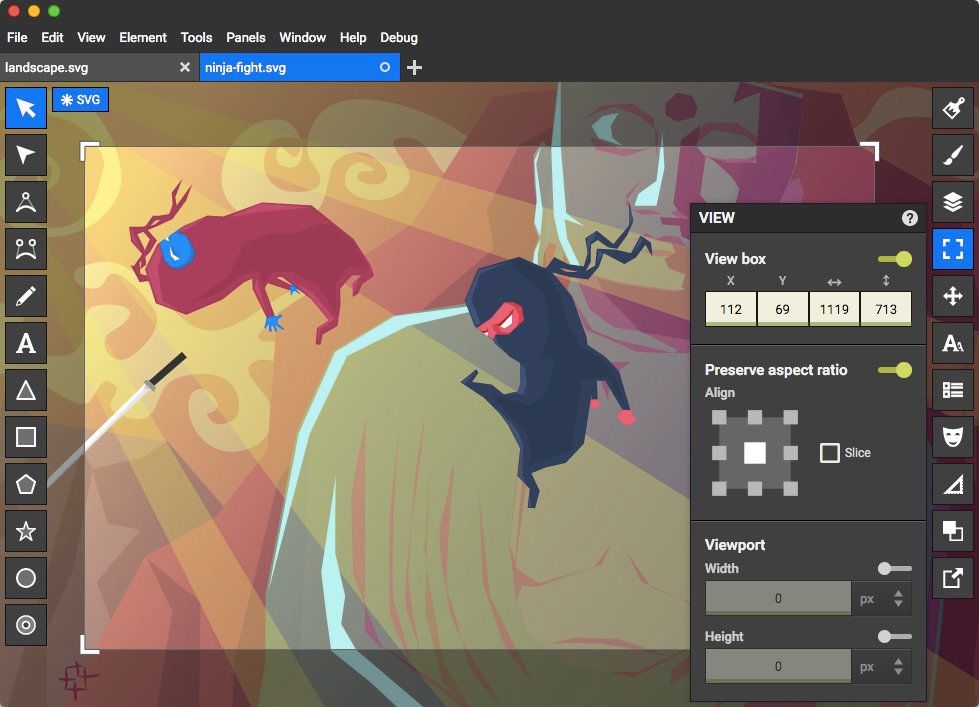 File Edit View Element Tools Panels Window Help Debug
landscape.svg ninja-fight.svg
SVG
VIEW ?
View box
X Y
112 69 1119 713
Preserve aspect ratio
Align
Slice
Viewport
Width
0 px
Height
0 px
A
AA